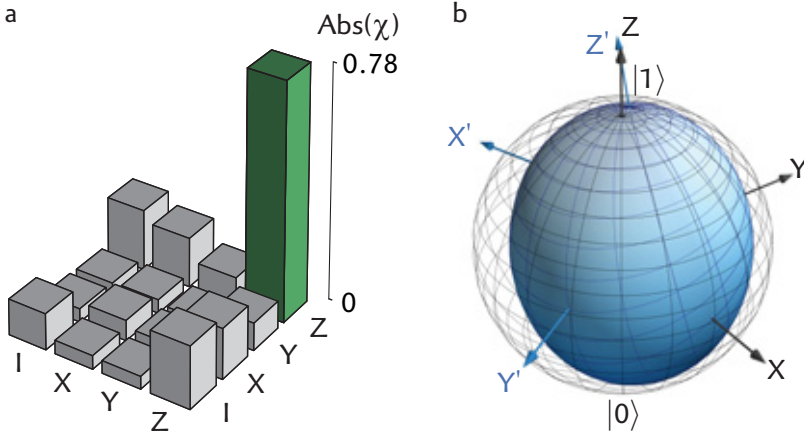 a
Abs(χ)
0.78
0
I
X
Y
Z
I
X
Y
Z
b
Z'
Z
|1⟩
X'
Y
Y'
X
|0⟩